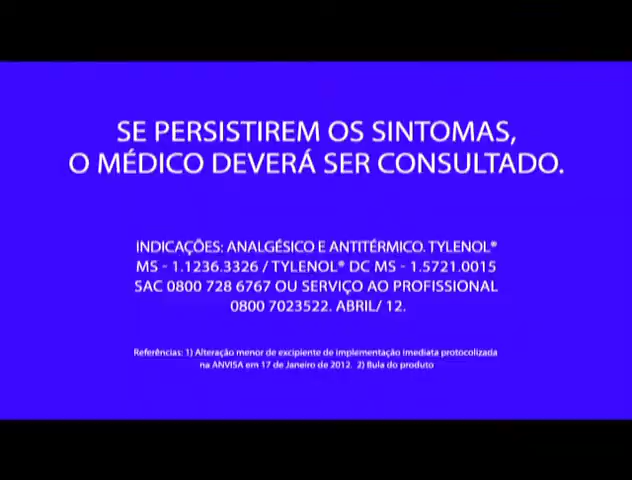 SE PERSISTIREM OS SINTOMAS,
O MÉDICO DEVERÁ SER CONSULTADO.
INDICAÇÕES: ANALGÉSICO E ANTITÉRMICO. TYLENOL®
MS - 1.1236.3326 / TYLENOL® DC MS - 1.5721.0015
SAC 0800 728 6767 OU SERVIÇO AO PROFISSIONAL
0800 7023522. ABRIL/ 12.
Referências: 1) Alteração menor de excipiente de implementação imediata protocolizada
na ANVISA em 17 de Janeiro de 2012. 2) Bula do produto